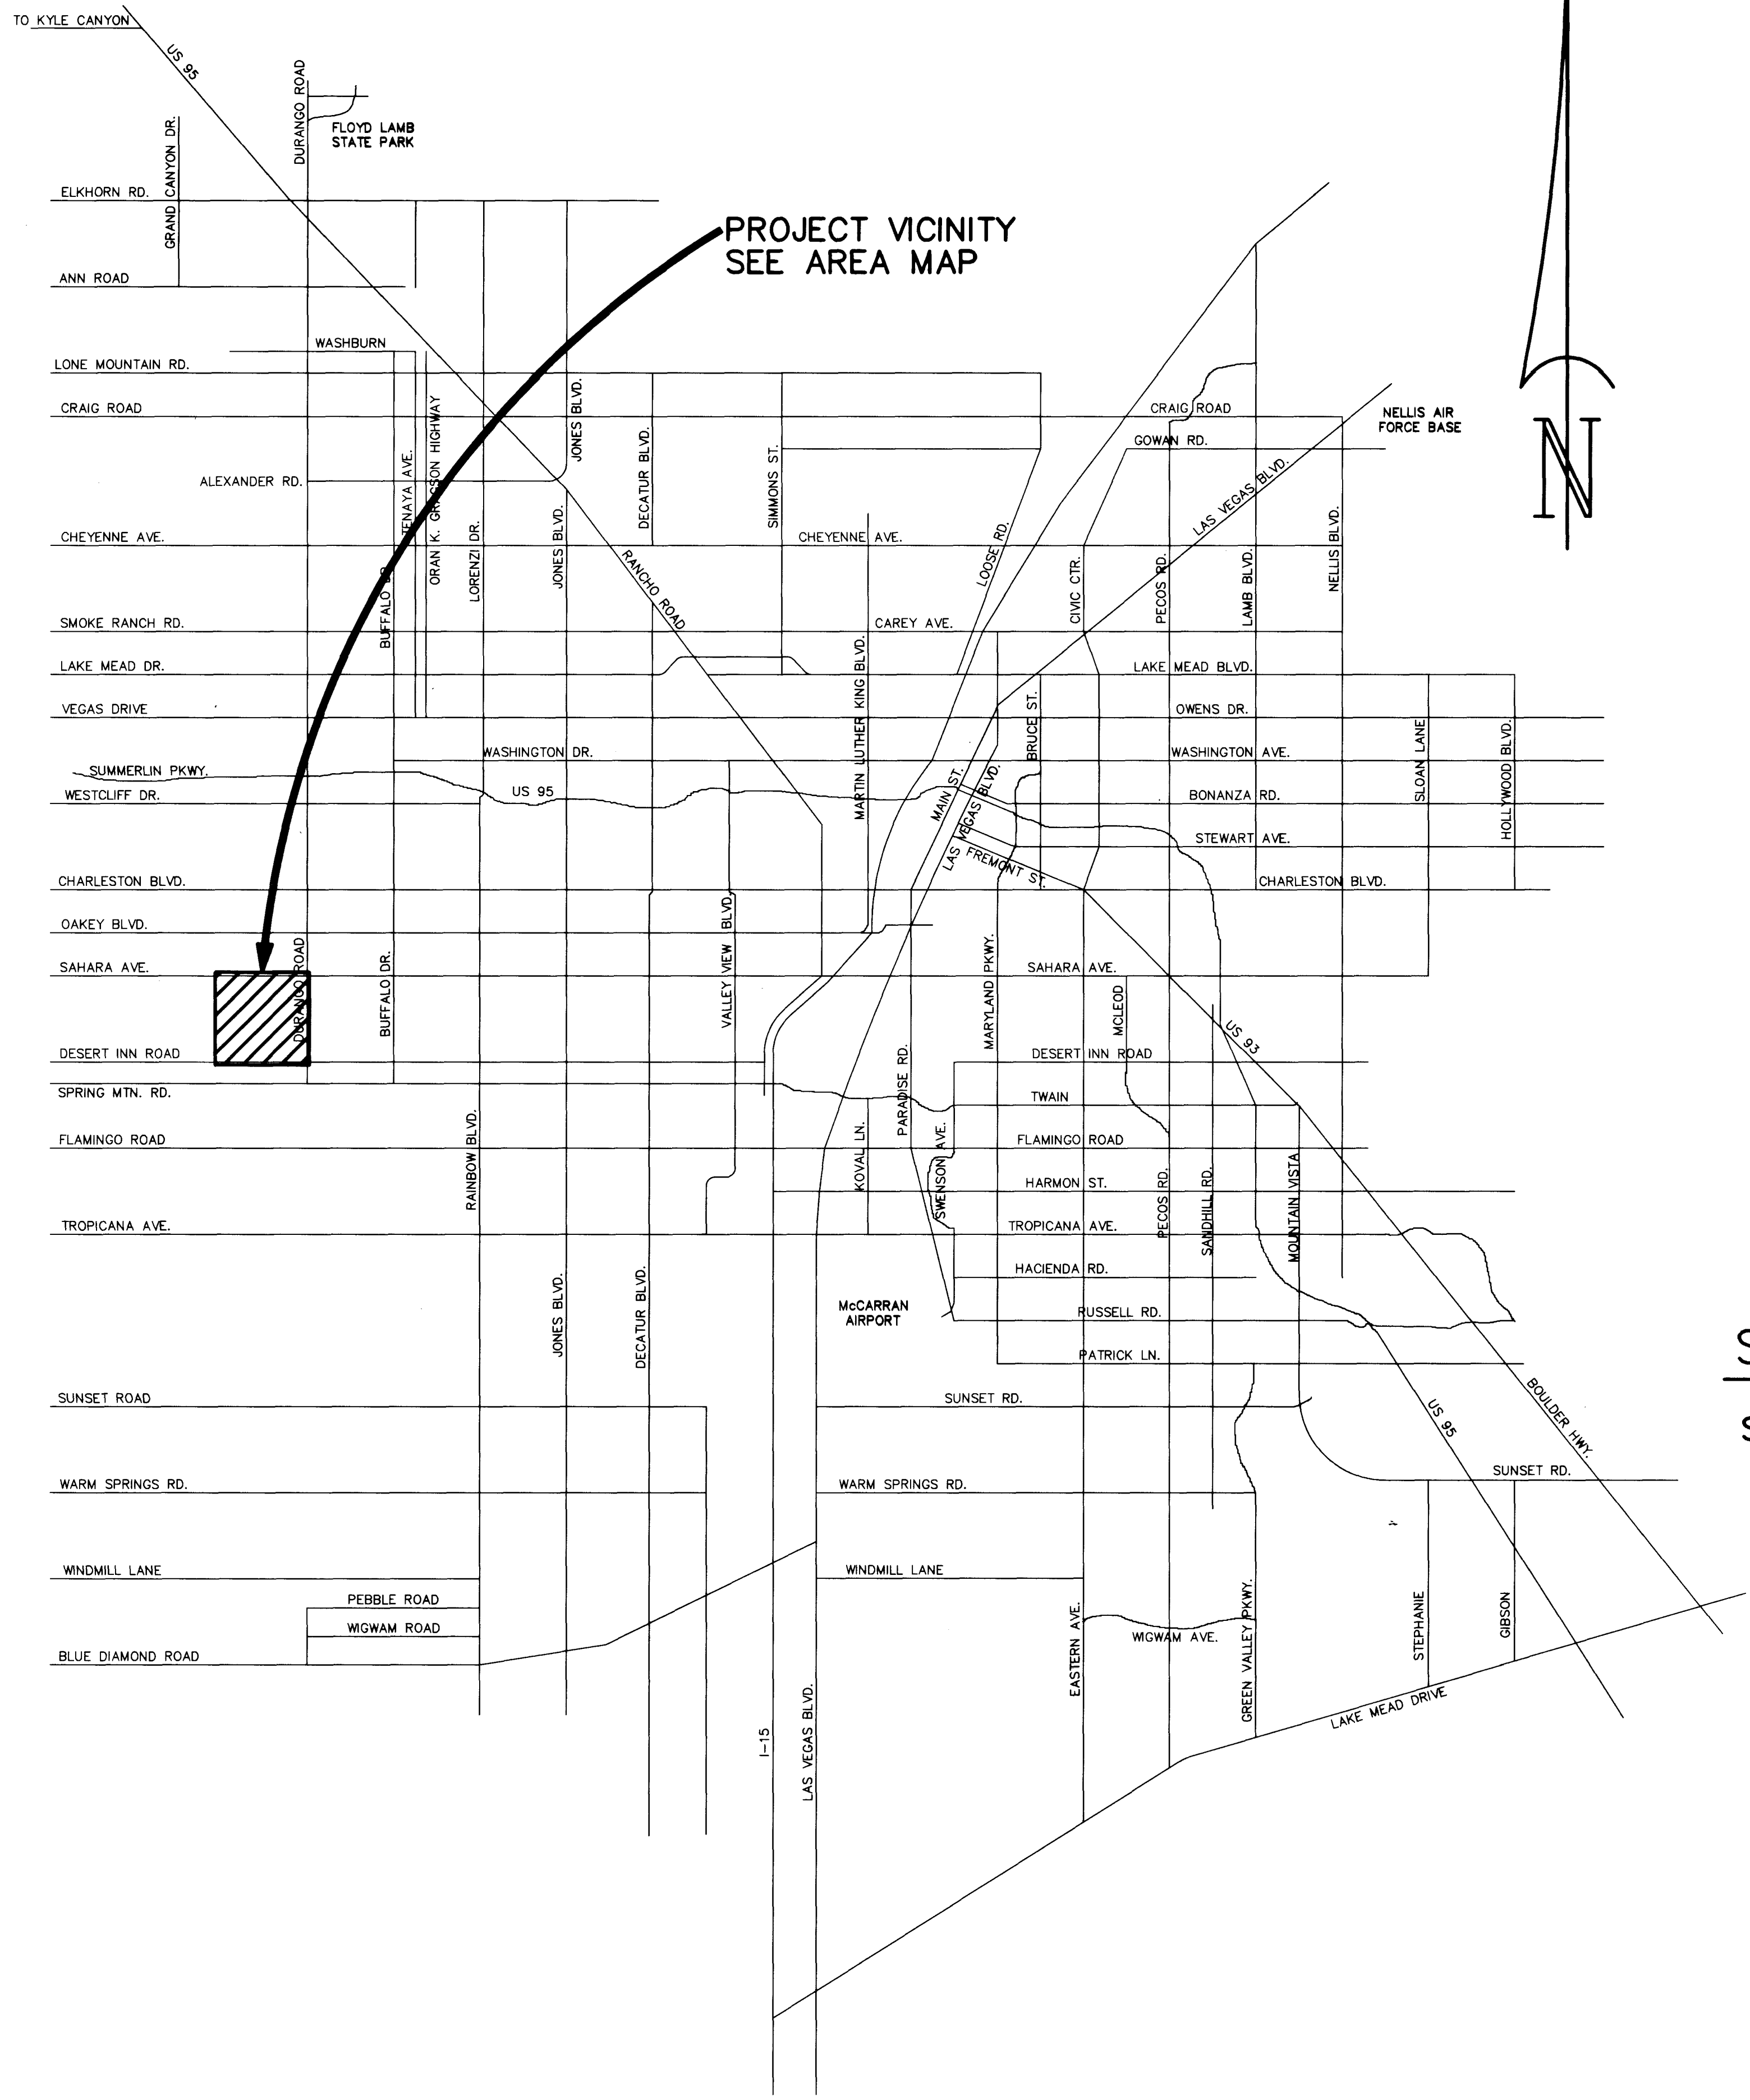 TO KYLE CANYON
US 95
DURANGO ROAD
GRAND CANYON DR.
FLOYD LAMB
STATE PARK
ELKHORN RD.
PROJECT VICINITY
SEE AREA MAP
ANN ROAD
WASHBURN
LONE MOUNTAIN RD.
CRAIG ROAD
JONES BLVD.
CRAIG ROAD
NELLIS AIR
FORCE BASE
N
GOWAN RD.
ALEXANDER RD.
TENAYA AVE.
ORAN K. GRAGSON HIGHWAY
DECATUR BLVD.
SIMMONS ST.
LAS VEGAS BLVD.
CHEYENNE AVE.
LORENZI DR.
JONES BLVD.
CHEYENNE AVE.
LOOSE RD.
CIVIC CTR.
PECOS RD.
LAMB BLVD.
NELLIS BLVD.
BUFFALO DR.
RANCHO ROAD
SMOKE RANCH RD.
CAREY AVE.
LAKE MEAD DR.
LAKE MEAD BLVD.
VEGAS DRIVE
MARTIN LUTHER KING BLVD.
BRUCE ST.
OWENS DR.
SLOAN LANE
HOLLYWOOD BLVD.
WASHINGTON DR.
WASHINGTON AVE.
SUMMERLIN PKWY.
WESTCLIFF DR.
US 95
MAIN ST.
LAS VEGAS BLVD.
BONANZA RD.
STEWART AVE.
FREMONT ST.
CHARLESTON BLVD.
CHARLESTON BLVD.
OAKEY BLVD.
VALLEY VIEW BLVD.
SAHARA AVE.
DURANGO ROAD
BUFFALO DR.
MARYLAND PKWY.
SAHARA AVE.
MCLEOD
US 93
DESERT INN ROAD
DESERT INN ROAD
SPRING MTN. RD.
PARADISE RD.
TWAIN
FLAMINGO ROAD
RAINBOW BLVD.
KOVAL LN.
SWENSON AVE.
FLAMINGO ROAD
HARMON ST.
PECOS RD.
SANDHILL RD.
MOUNTAIN VISTA
TROPICANA AVE.
TROPICANA AVE.
HACIENDA RD.
JONES BLVD.
DECATUR BLVD.
McCARRAN
AIRPORT
RUSSELL RD.
PATRICK LN.
S
SUNSET ROAD
SUNSET RD.
US 95
BOULDER HWY.
S
SUNSET RD.
WARM SPRINGS RD.
WARM SPRINGS RD.
WINDMILL LANE
WINDMILL LANE
PEBBLE ROAD
WIGWAM ROAD
BLUE DIAMOND ROAD
EASTERN AVE.
WIGWAM AVE.
GREEN VALLEY PKWY.
STEPHANIE
GIBSON
LAKE MEAD DRIVE
I-15
LAS VEGAS BLVD.